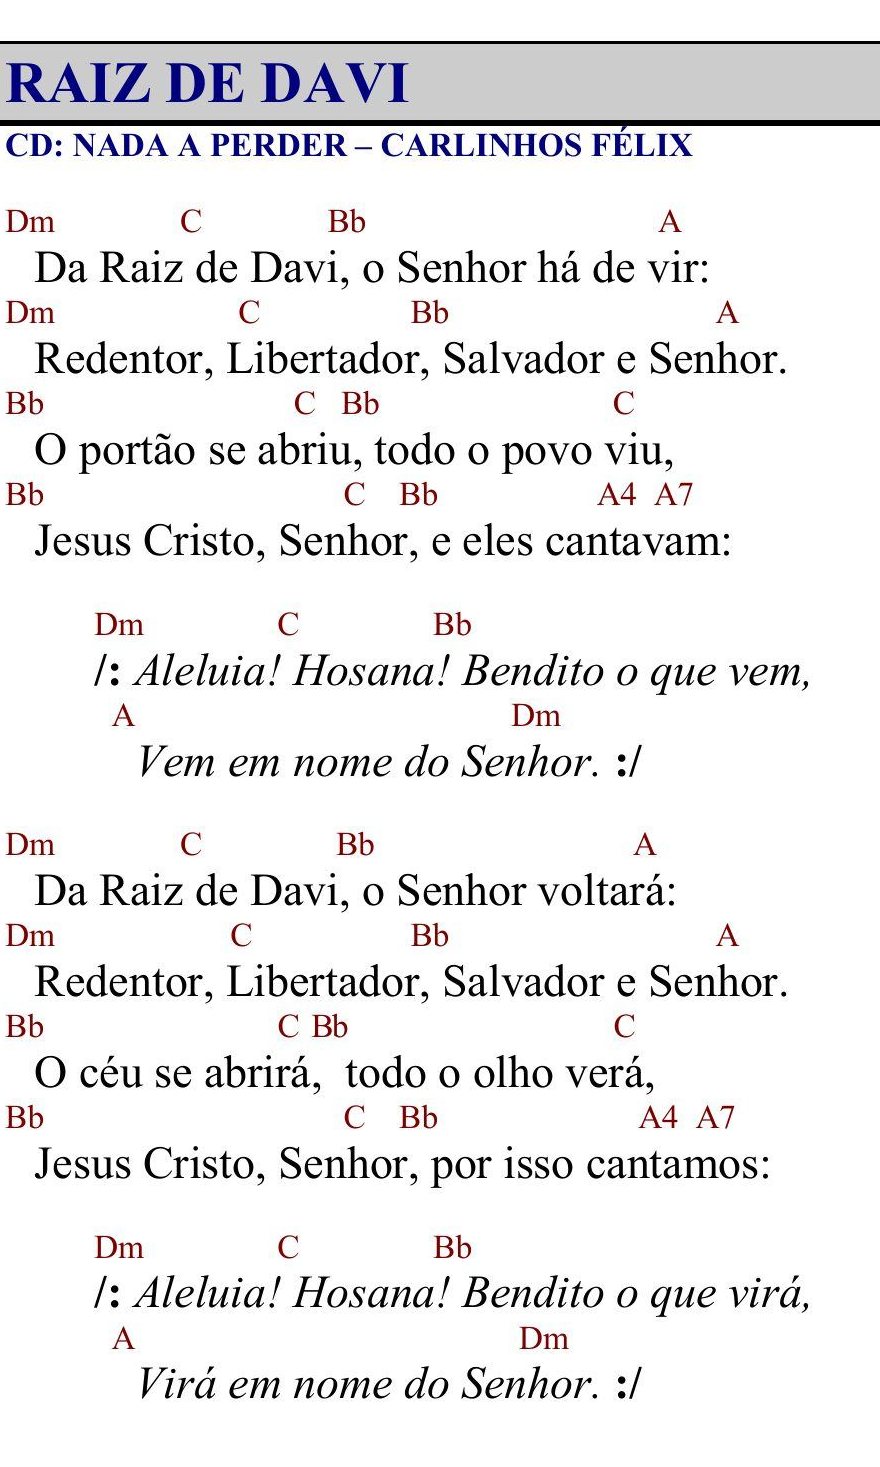 RAIZ DE DAVI
CD: NADA A PERDER – CARLINHOS FÉLIX
Dm C Bb A
Da Raiz de Davi, o Senhor há de vir:
Dm C Bb A
Redentor, Libertador, Salvador e Senhor.
Bb C Bb C
O portão se abriu, todo o povo viu,
Bb C Bb A4 A7
Jesus Cristo, Senhor, e eles cantavam:
Dm C Bb
/: Aleluia! Hosana! Bendito o que vem,
A Dm
Vem em nome do Senhor. :/
Dm C Bb A
Da Raiz de Davi, o Senhor voltará:
Dm C Bb A
Redentor, Libertador, Salvador e Senhor.
Bb C Bb C
O céu se abrirá, todo o olho verá,
Bb C Bb A4 A7
Jesus Cristo, Senhor, por isso cantamos:
Dm C Bb
/: Aleluia! Hosana! Bendito o que virá,
A Dm
Virá em nome do Senhor. :/